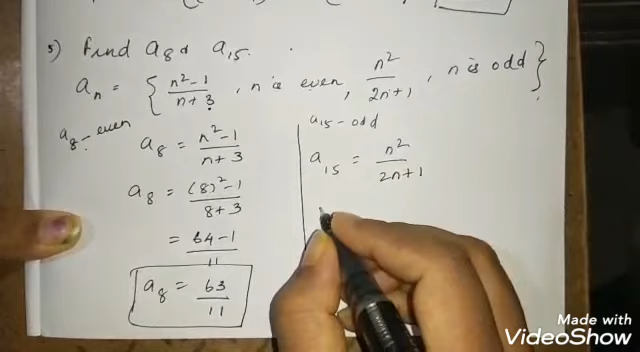 5) Find a₈ & a₁₅.
aₙ = { n²-1 / n+3 , n is even, n² / 2n+1 , n is odd }
a₈ - even
a₈ = n²-1 / n+3
a₈ = (8)²-1 / 8+3
= 64-1 / 11
a₈ = 63 / 11
a₁₅ - odd
a₁₅ = n² / 2n+1
Made with
VideoShow